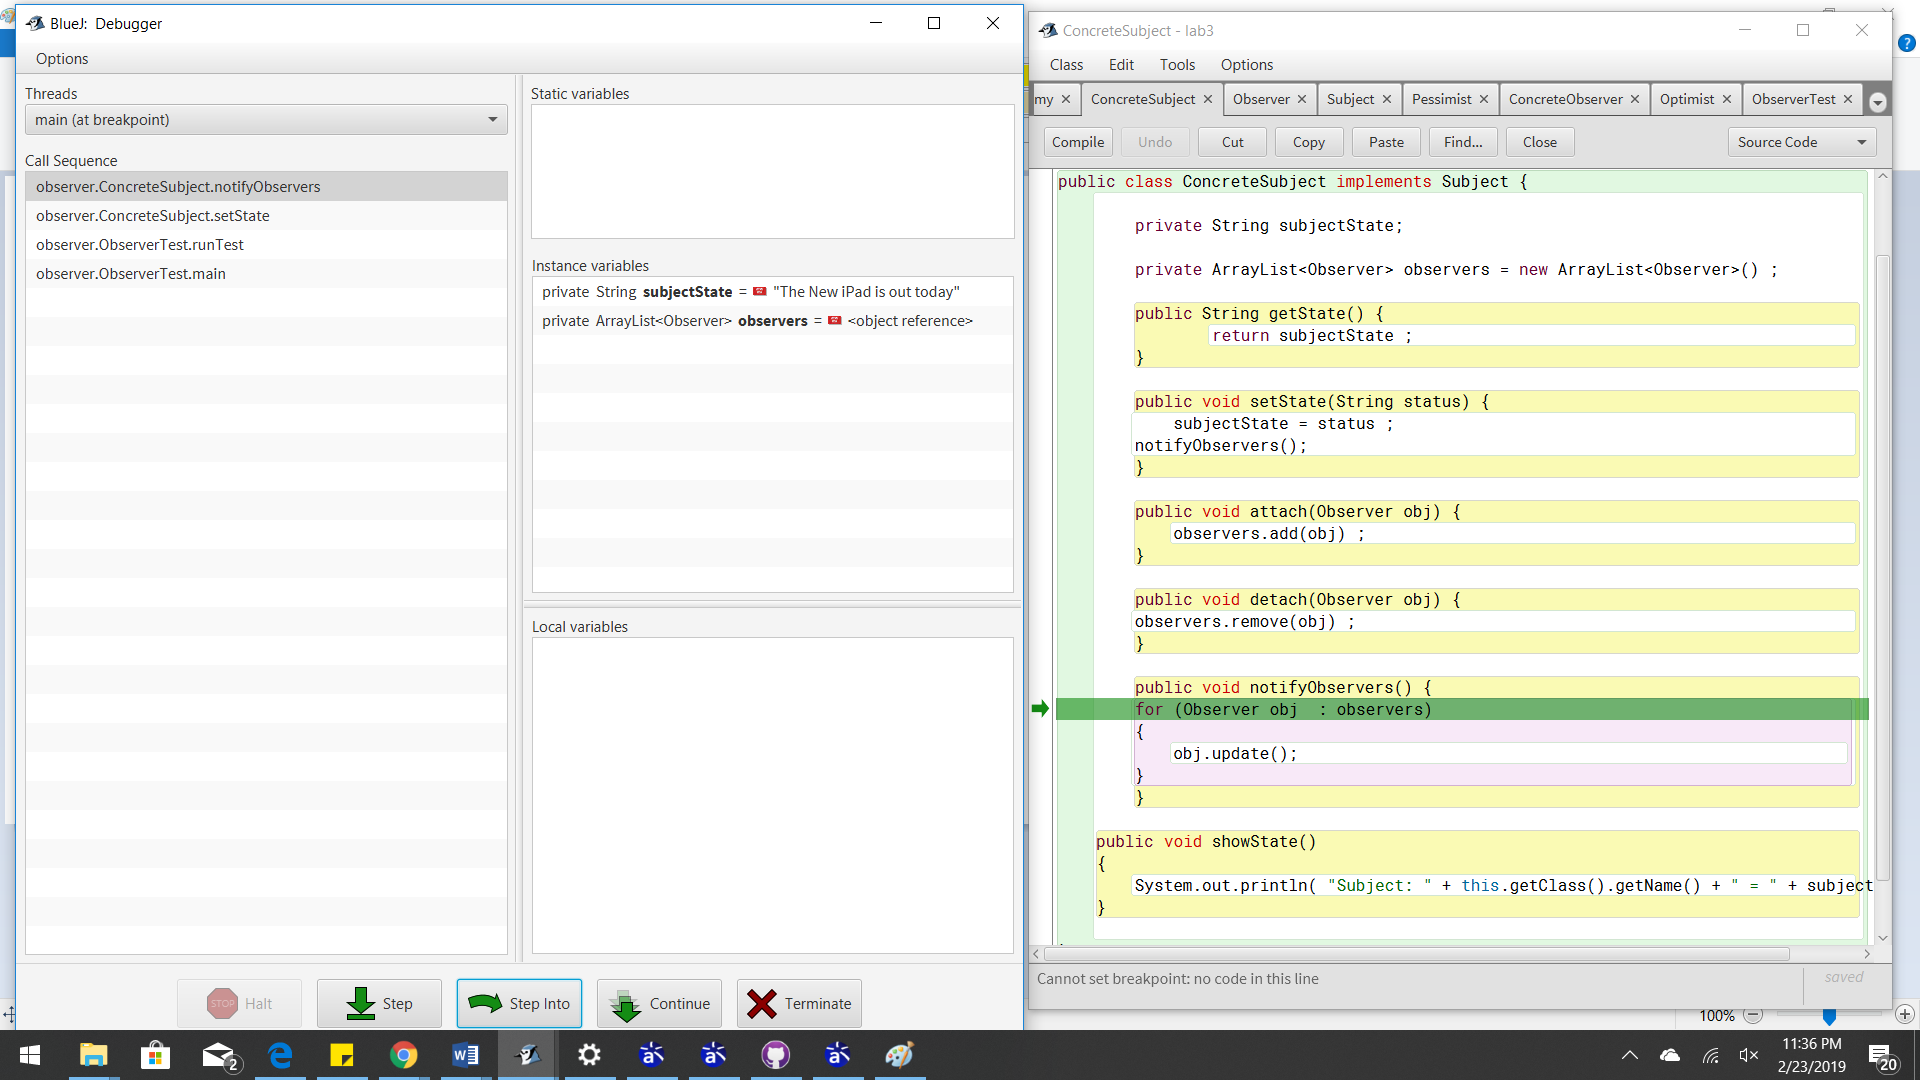 BlueJ: Debugger
Options
Threads
main (at breakpoint)
Call Sequence
observer.ConcreteSubject.notifyObservers
observer.ConcreteSubject.setState
observer.ObserverTest.runTest
observer.ObserverTest.main
Static variables
Instance variables
private String subjectState = "The New iPad is out today"
private ArrayList<Observer> observers = <object reference>
Local variables
STOP Halt
Step
Step Into
Continue
Terminate
ConcreteSubject - lab3
Class Edit Tools Options
my ConcreteSubject Observer Subject Pessimist ConcreteObserver Optimist ObserverTest
Compile Undo Cut Copy Paste Find... Close Source Code
public class ConcreteSubject implements Subject {
private String subjectState;
private ArrayList<Observer> observers = new ArrayList<Observer>() ;
public String getState() {
return subjectState ;
}
public void setState(String status) {
subjectState = status ;
notifyObservers();
}
public void attach(Observer obj) {
observers.add(obj) ;
}
public void detach(Observer obj) {
observers.remove(obj) ;
}
public void notifyObservers() {
for (Observer obj : observers)
{
obj.update();
}
}
public void showState()
{
System.out.println( "Subject: " + this.getClass().getName() + " = " + subject
}
Cannot set breakpoint: no code in this line
saved
100%
2
11:36 PM
2/23/2019
20